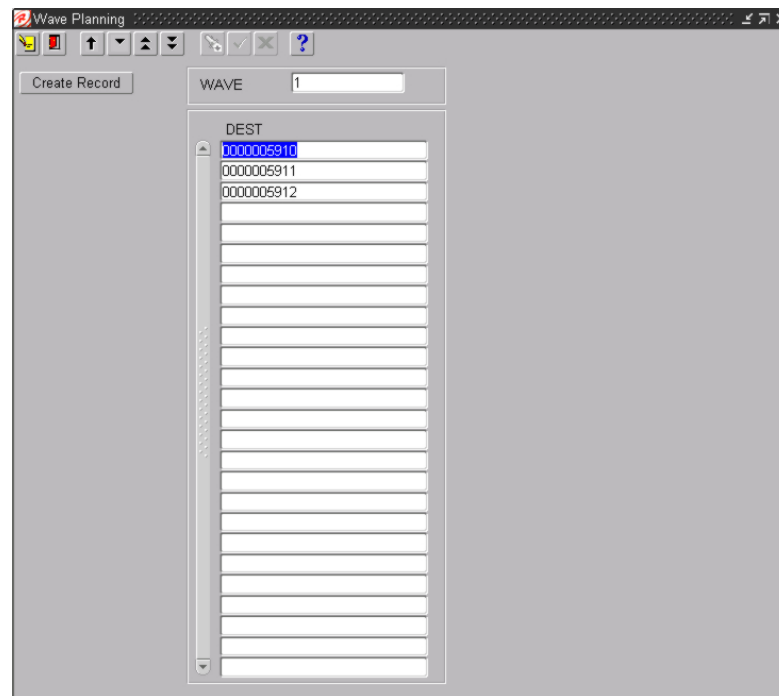 Wave Planning
Create Record
WAVE 1
DEST
0000005910
0000005911
0000005912